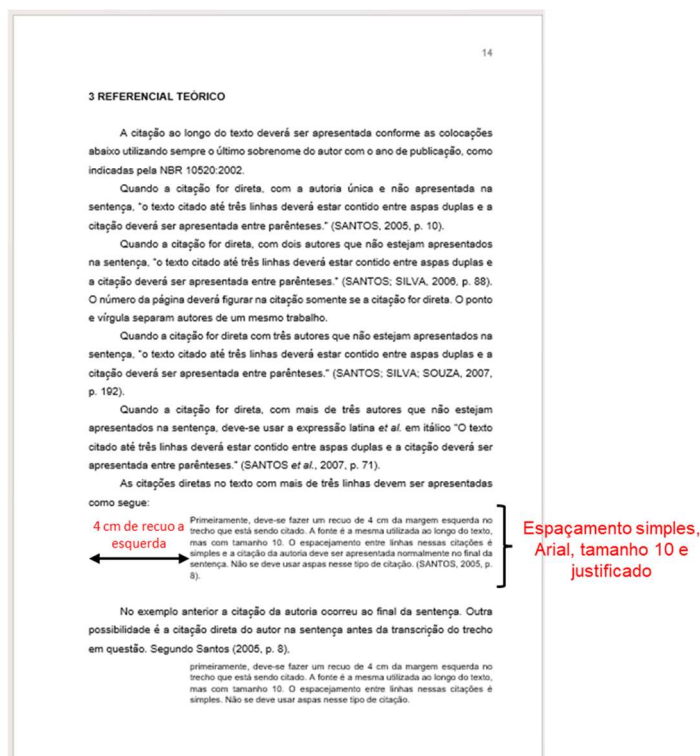 14
3 REFERENCIAL TEÓRICO
A citação ao longo do texto deverá ser apresentada conforme as colocações
abaixo utilizando sempre o último sobrenome do autor com o ano de publicação, como
indicadas pela NBR 10520:2002.
Quando a citação for direta, com a autoria única e não apresentada na
sentença, "o texto citado até três linhas deverá estar contido entre aspas duplas e a
citação deverá ser apresentada entre parênteses." (SANTOS, 2005, p. 10).
Quando a citação for direta, com dois autores que não estejam apresentados
na sentença, "o texto citado até três linhas deverá estar contido entre aspas duplas e
a citação deverá ser apresentada entre parênteses." (SANTOS; SILVA, 2006, p. 88).
O número da página deverá figurar na citação somente se a citação for direta. O ponto
e vírgula separam autores de um mesmo trabalho.
Quando a citação for direta com três autores que não estejam apresentados na
sentença, "o texto citado até três linhas deverá estar contido entre aspas duplas e a
citação deverá ser apresentada entre parênteses." (SANTOS; SILVA; SOUZA, 2007,
p. 192).
Quando a citação for direta, com mais de três autores que não estejam
apresentados na sentença, deve-se usar a expressão latina et al. em itálico "O texto
citado até três linhas deverá estar contido entre aspas duplas e a citação deverá ser
apresentada entre parênteses." (SANTOS et al., 2007, p. 71).
As citações diretas no texto com mais de três linhas devem ser apresentadas
como segue:
4 cm de recuo a
esquerda
Primeiramente, deve-se fazer um recuo de 4 cm da margem esquerda no
trecho que está sendo citado. A fonte é a mesma utilizada ao longo do texto,
mas com tamanho 10. O espacejamento entre linhas nessas citações é
simples e a citação da autoria deve ser apresentada normalmente no final da
sentença. Não se deve usar aspas nesse tipo de citação. (SANTOS, 2005, p.
8).
Espaçamento simples,
Arial, tamanho 10 e
justificado
No exemplo anterior a citação da autoria ocorreu ao final da sentença. Outra
possibilidade é a citação direta do autor na sentença antes da transcrição do trecho
em questão. Segundo Santos (2005, p. 8),
primeiramente, deve-se fazer um recuo de 4 cm da margem esquerda no
trecho que está sendo citado. A fonte é a mesma utilizada ao longo do texto,
mas com tamanho 10. O espacejamento entre linhas nessas citações é
simples. Não se deve usar aspas nesse tipo de citação.